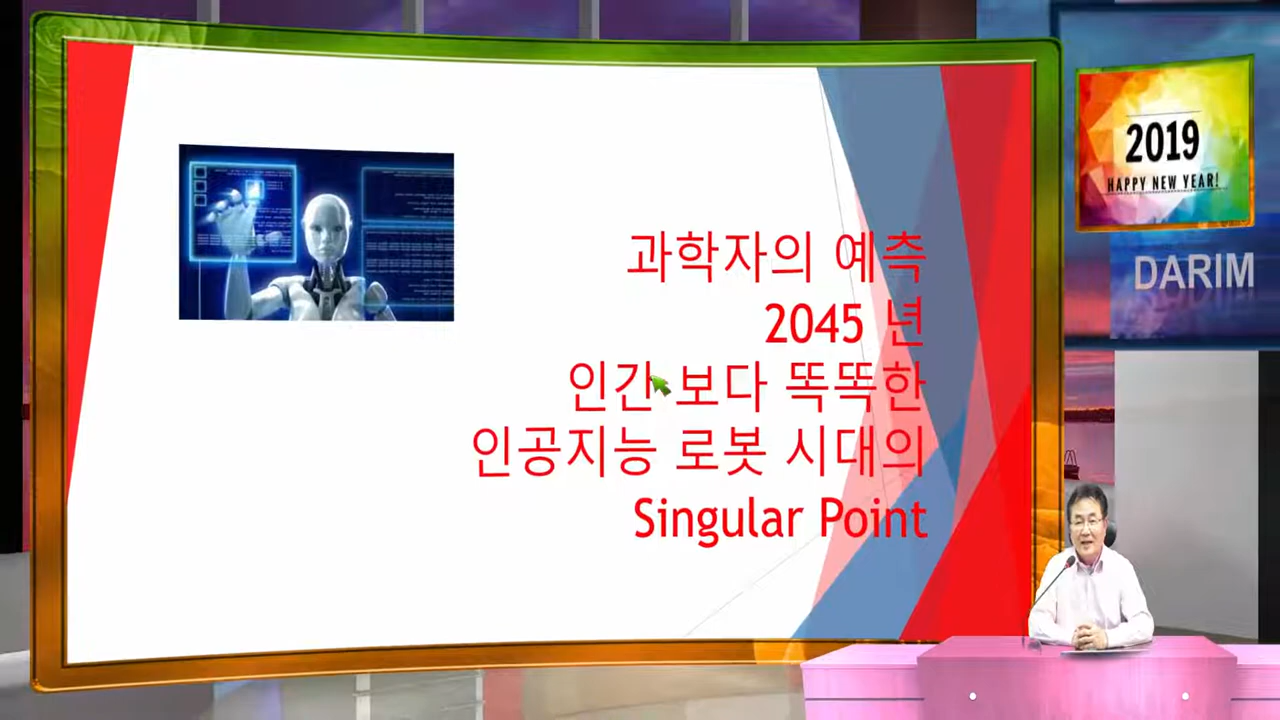 과학자의 예측
2045 년
인간 보다 똑똑한
인공지능 로봇 시대의
Singular Point
2019
HAPPY NEW YEAR!
DARIM